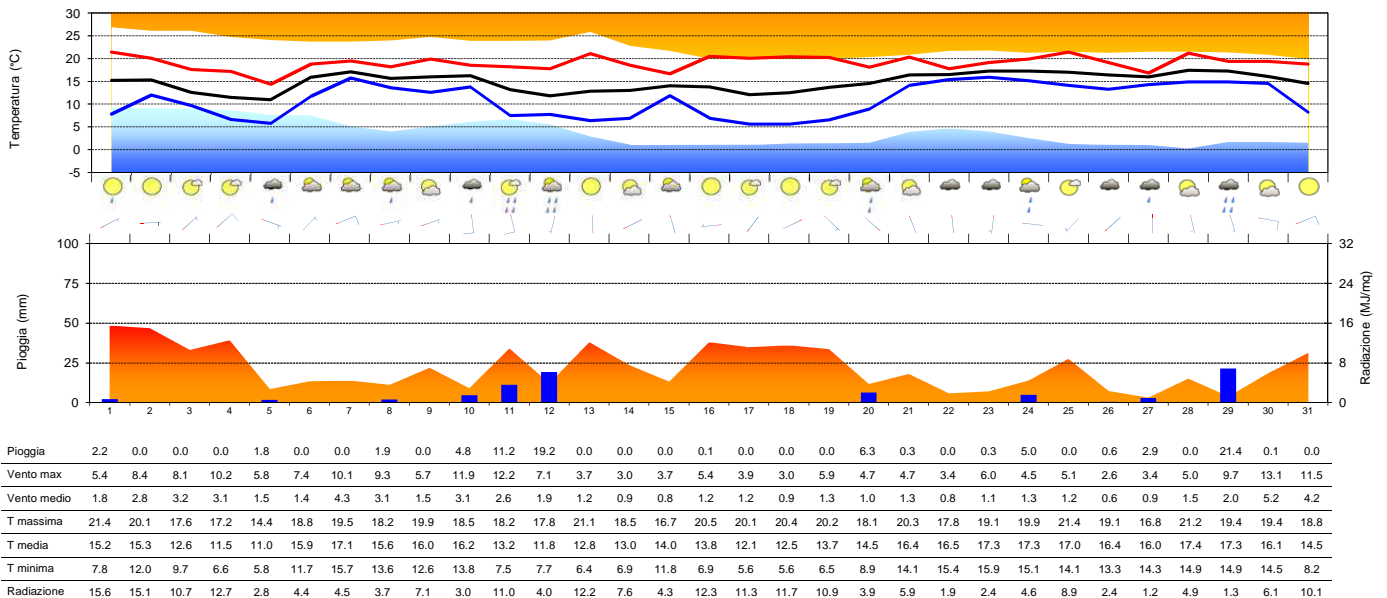 30
25
20
15
10
5
0
-5
Temperatura (°C)
100
75
50
25
0
Pioggia (mm)
32
24
16
8
0
Radiazione (MJ/mq)
1 2 3 4 5 6 7 8 9 10 11 12 13 14 15 16 17 18 19 20 21 22 23 24 25 26 27 28 29 30 31
Pioggia 2.2 0.0 0.0 0.0 1.8 0.0 0.0 1.9 0.0 4.8 11.2 19.2 0.0 0.0 0.0 0.1 0.0 0.0 0.0 6.3 0.3 0.0 0.3 5.0 0.0 0.6 2.9 0.0 21.4 0.1 0.0
Vento max 5.4 8.4 8.1 10.2 5.8 7.4 10.1 9.3 5.7 11.9 12.2 7.1 3.7 3.0 3.7 5.4 3.9 3.0 5.9 4.7 4.7 3.4 6.0 4.5 5.1 2.6 3.4 5.0 9.7 13.1 11.5
Vento medio 1.8 2.8 3.2 3.1 1.5 1.4 4.3 3.1 1.5 3.1 2.6 1.9 1.2 0.9 0.8 1.2 1.2 0.9 1.3 1.0 1.3 0.8 1.1 1.3 1.2 0.6 0.9 1.5 2.0 5.2 4.2
T massima 21.4 20.1 17.6 17.2 14.4 18.8 19.5 18.2 19.9 18.5 18.2 17.8 21.1 18.5 16.7 20.5 20.1 20.4 20.2 18.1 20.3 17.8 19.1 19.9 21.4 19.1 16.8 21.2 19.4 19.4 18.8
T media 15.2 15.3 12.6 11.5 11.0 15.9 17.1 15.6 16.0 16.2 13.2 11.8 12.8 13.0 14.0 13.8 12.1 12.5 13.7 14.5 16.4 16.5 17.3 17.3 17.0 16.4 16.0 17.4 17.3 16.1 14.5
T minima 7.8 12.0 9.7 6.6 5.8 11.7 15.7 13.6 12.6 13.8 7.5 7.7 6.4 6.9 11.8 6.9 5.6 5.6 6.5 8.9 14.1 15.4 15.9 15.1 14.1 13.3 14.3 14.9 14.9 14.5 8.2
Radiazione 15.6 15.1 10.7 12.7 2.8 4.4 4.5 3.7 7.1 3.0 11.0 4.0 12.2 7.6 4.3 12.3 11.3 11.7 10.9 3.9 5.9 1.9 2.4 4.6 8.9 2.4 1.2 4.9 1.3 6.1 10.1